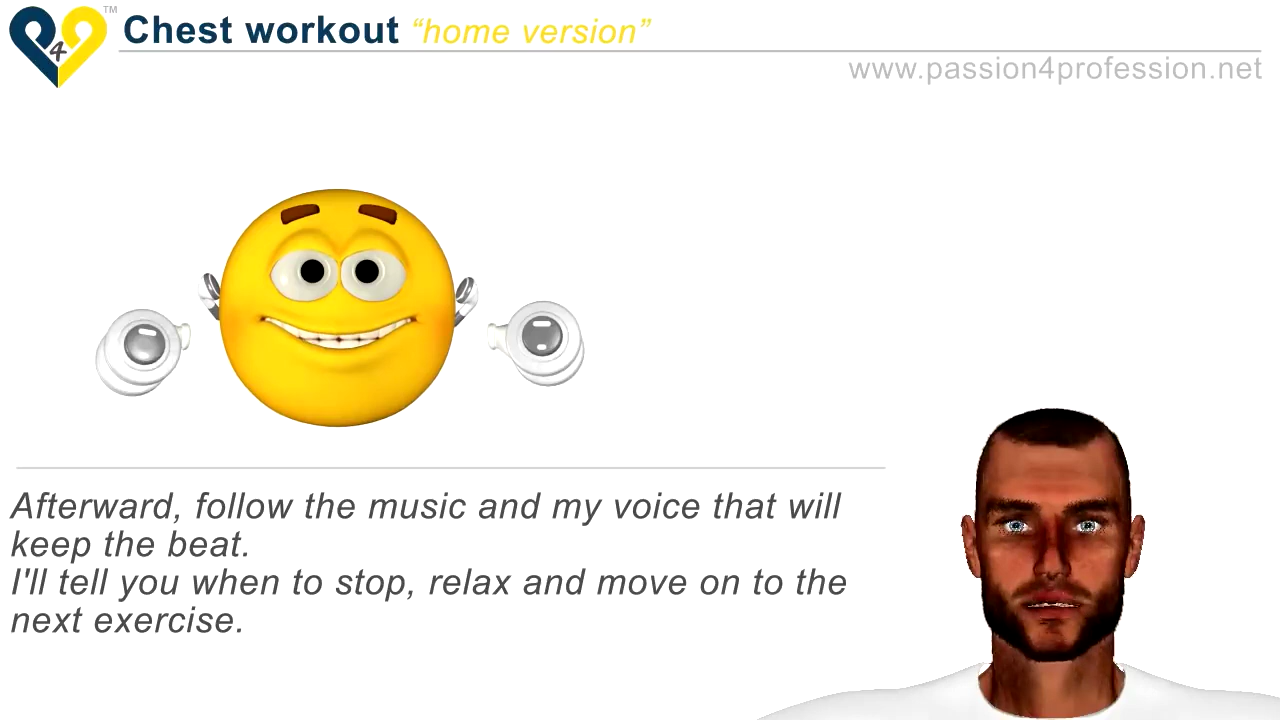 P4P™
Chest workout “home version”
www.passion4profession.net
Afterward, follow the music and my voice that will
keep the beat.
I'll tell you when to stop, relax and move on to the
next exercise.